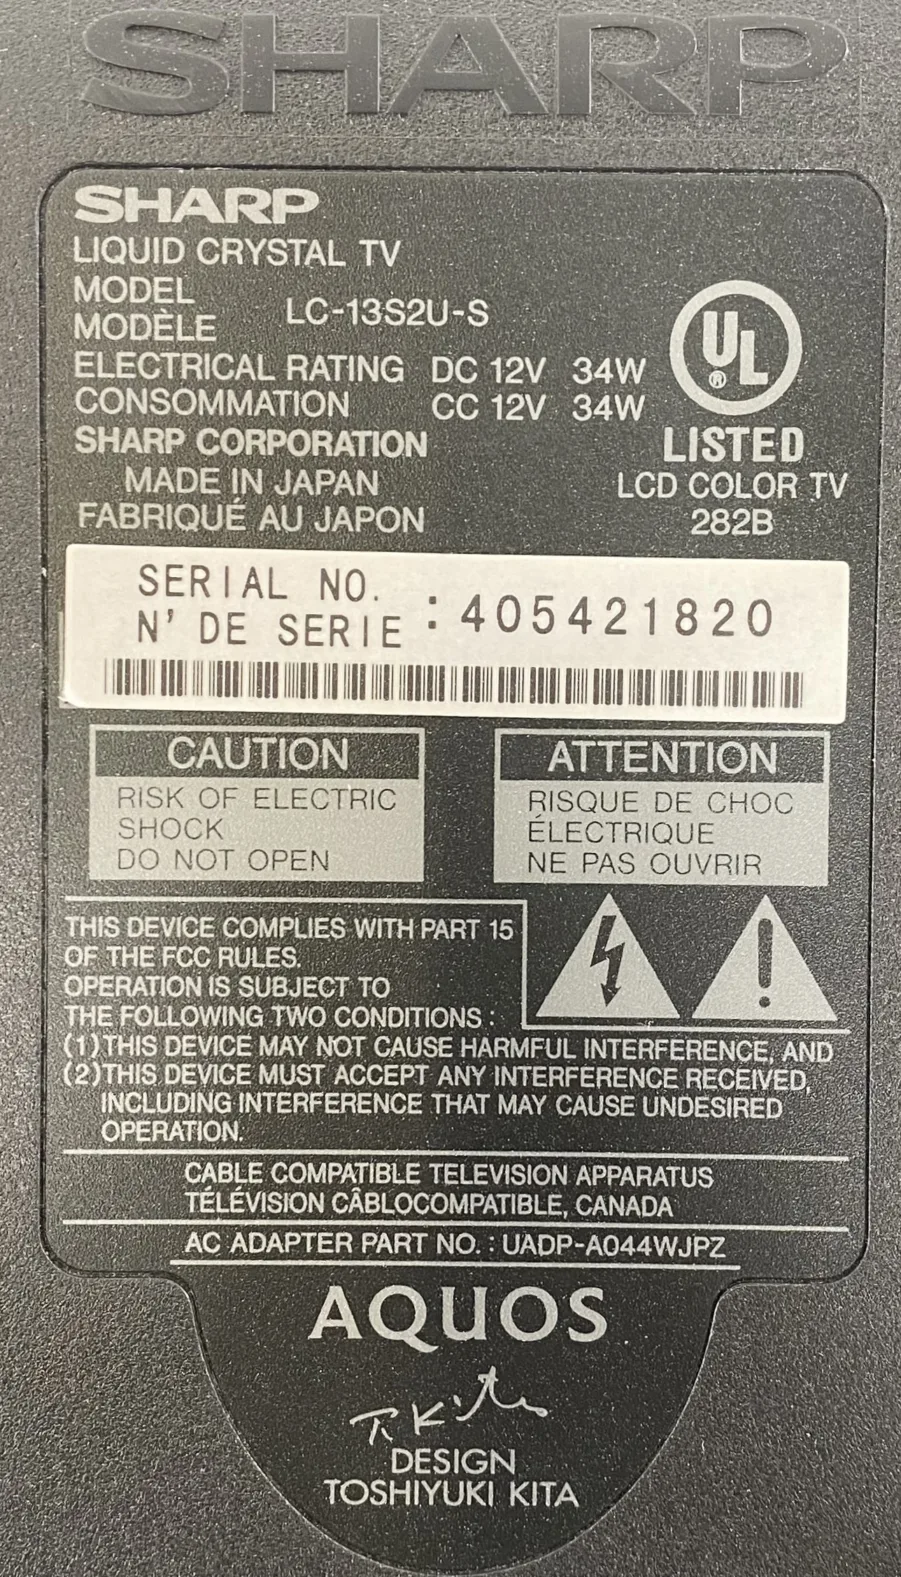 SHARP
SHARP
LIQUID CRYSTAL TV
MODEL
MODÈLE
LC-13S2U-S
ELECTRICAL RATING DC 12V 34W
CONSOMMATION CC 12V 34W
SHARP CORPORATION
MADE IN JAPAN
FABRIQUÉ AU JAPON
UL
®
LISTED
LCD COLOR TV
282B
SERIAL NO.
N' DE SERIE
: 405421820
CAUTION
RISK OF ELECTRIC
SHOCK
DO NOT OPEN
ATTENTION
RISQUE DE CHOC
ÉLECTRIQUE
NE PAS OUVRIR
THIS DEVICE COMPLIES WITH PART 15
OF THE FCC RULES.
OPERATION IS SUBJECT TO
THE FOLLOWING TWO CONDITIONS :
(1) THIS DEVICE MAY NOT CAUSE HARMFUL INTERFERENCE, AND
(2) THIS DEVICE MUST ACCEPT ANY INTERFERENCE RECEIVED,
INCLUDING INTERFERENCE THAT MAY CAUSE UNDESIRED
OPERATION.
CABLE COMPATIBLE TELEVISION APPARATUS
TÉLÉVISION CÂBLOCOMPATIBLE, CANADA
AC ADAPTER PART NO. : UADP-A044WJPZ
AQUOS
T. Kita
DESIGN
TOSHIYUKI KITA